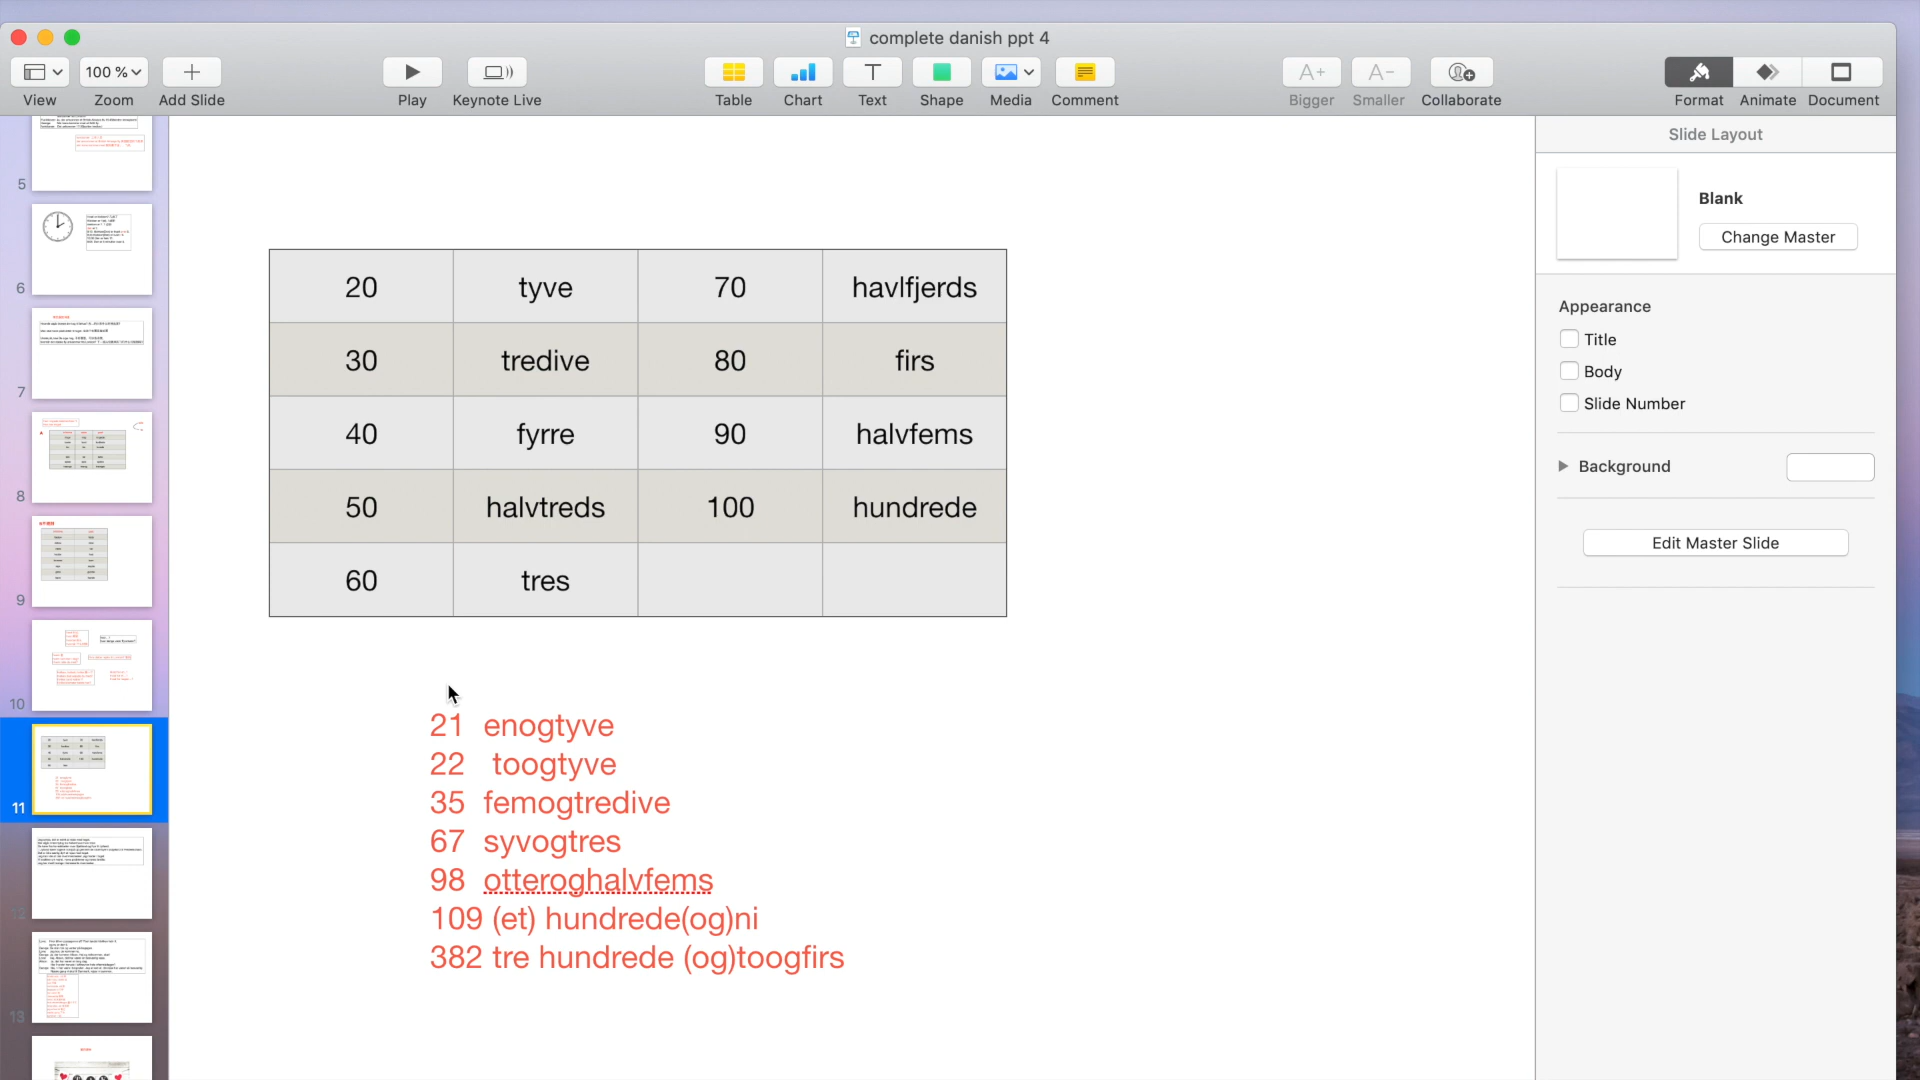 complete danish ppt 4
100 %
View
Zoom
Add Slide
Play
Keynote Live
Table
Chart
Text
Shape
Media
Comment
Bigger
Smaller
Collaborate
Format
Animate
Document
5
6
7
8
9
10
11
12
13
20 tyve 70 havlfjerds
30 tredive 80 firs
40 fyrre 90 halvfems
50 halvtreds 100 hundrede
60 tres
21 enogtyve
22 toogtyve
35 femogtredive
67 syvogtres
98 otteroghalvfems
109 (et) hundrede(og)ni
382 tre hundrede (og)toogfirs
Slide Layout
Blank
Change Master
Appearance
Title
Body
Slide Number
Background
Edit Master Slide